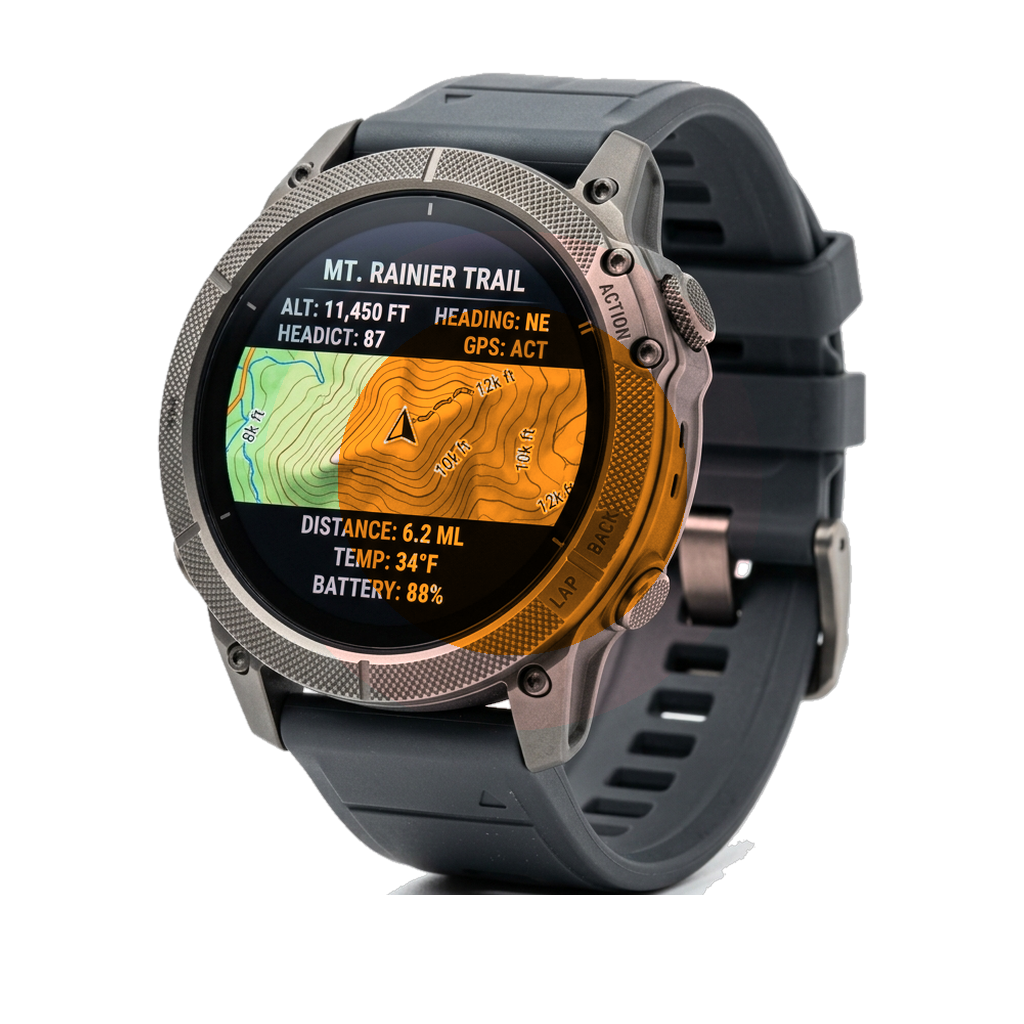 MT. RAINIER TRAIL
ALT: 11,450 FT HEADING: NE
HEADICT: 87 GPS: ACT
12k ft
8k ft
10k ft
10k ft
12k ft
DISTANCE: 6.2 ML
TEMP: 34°F
BATTERY: 88%
ACTION
BACK
LAP